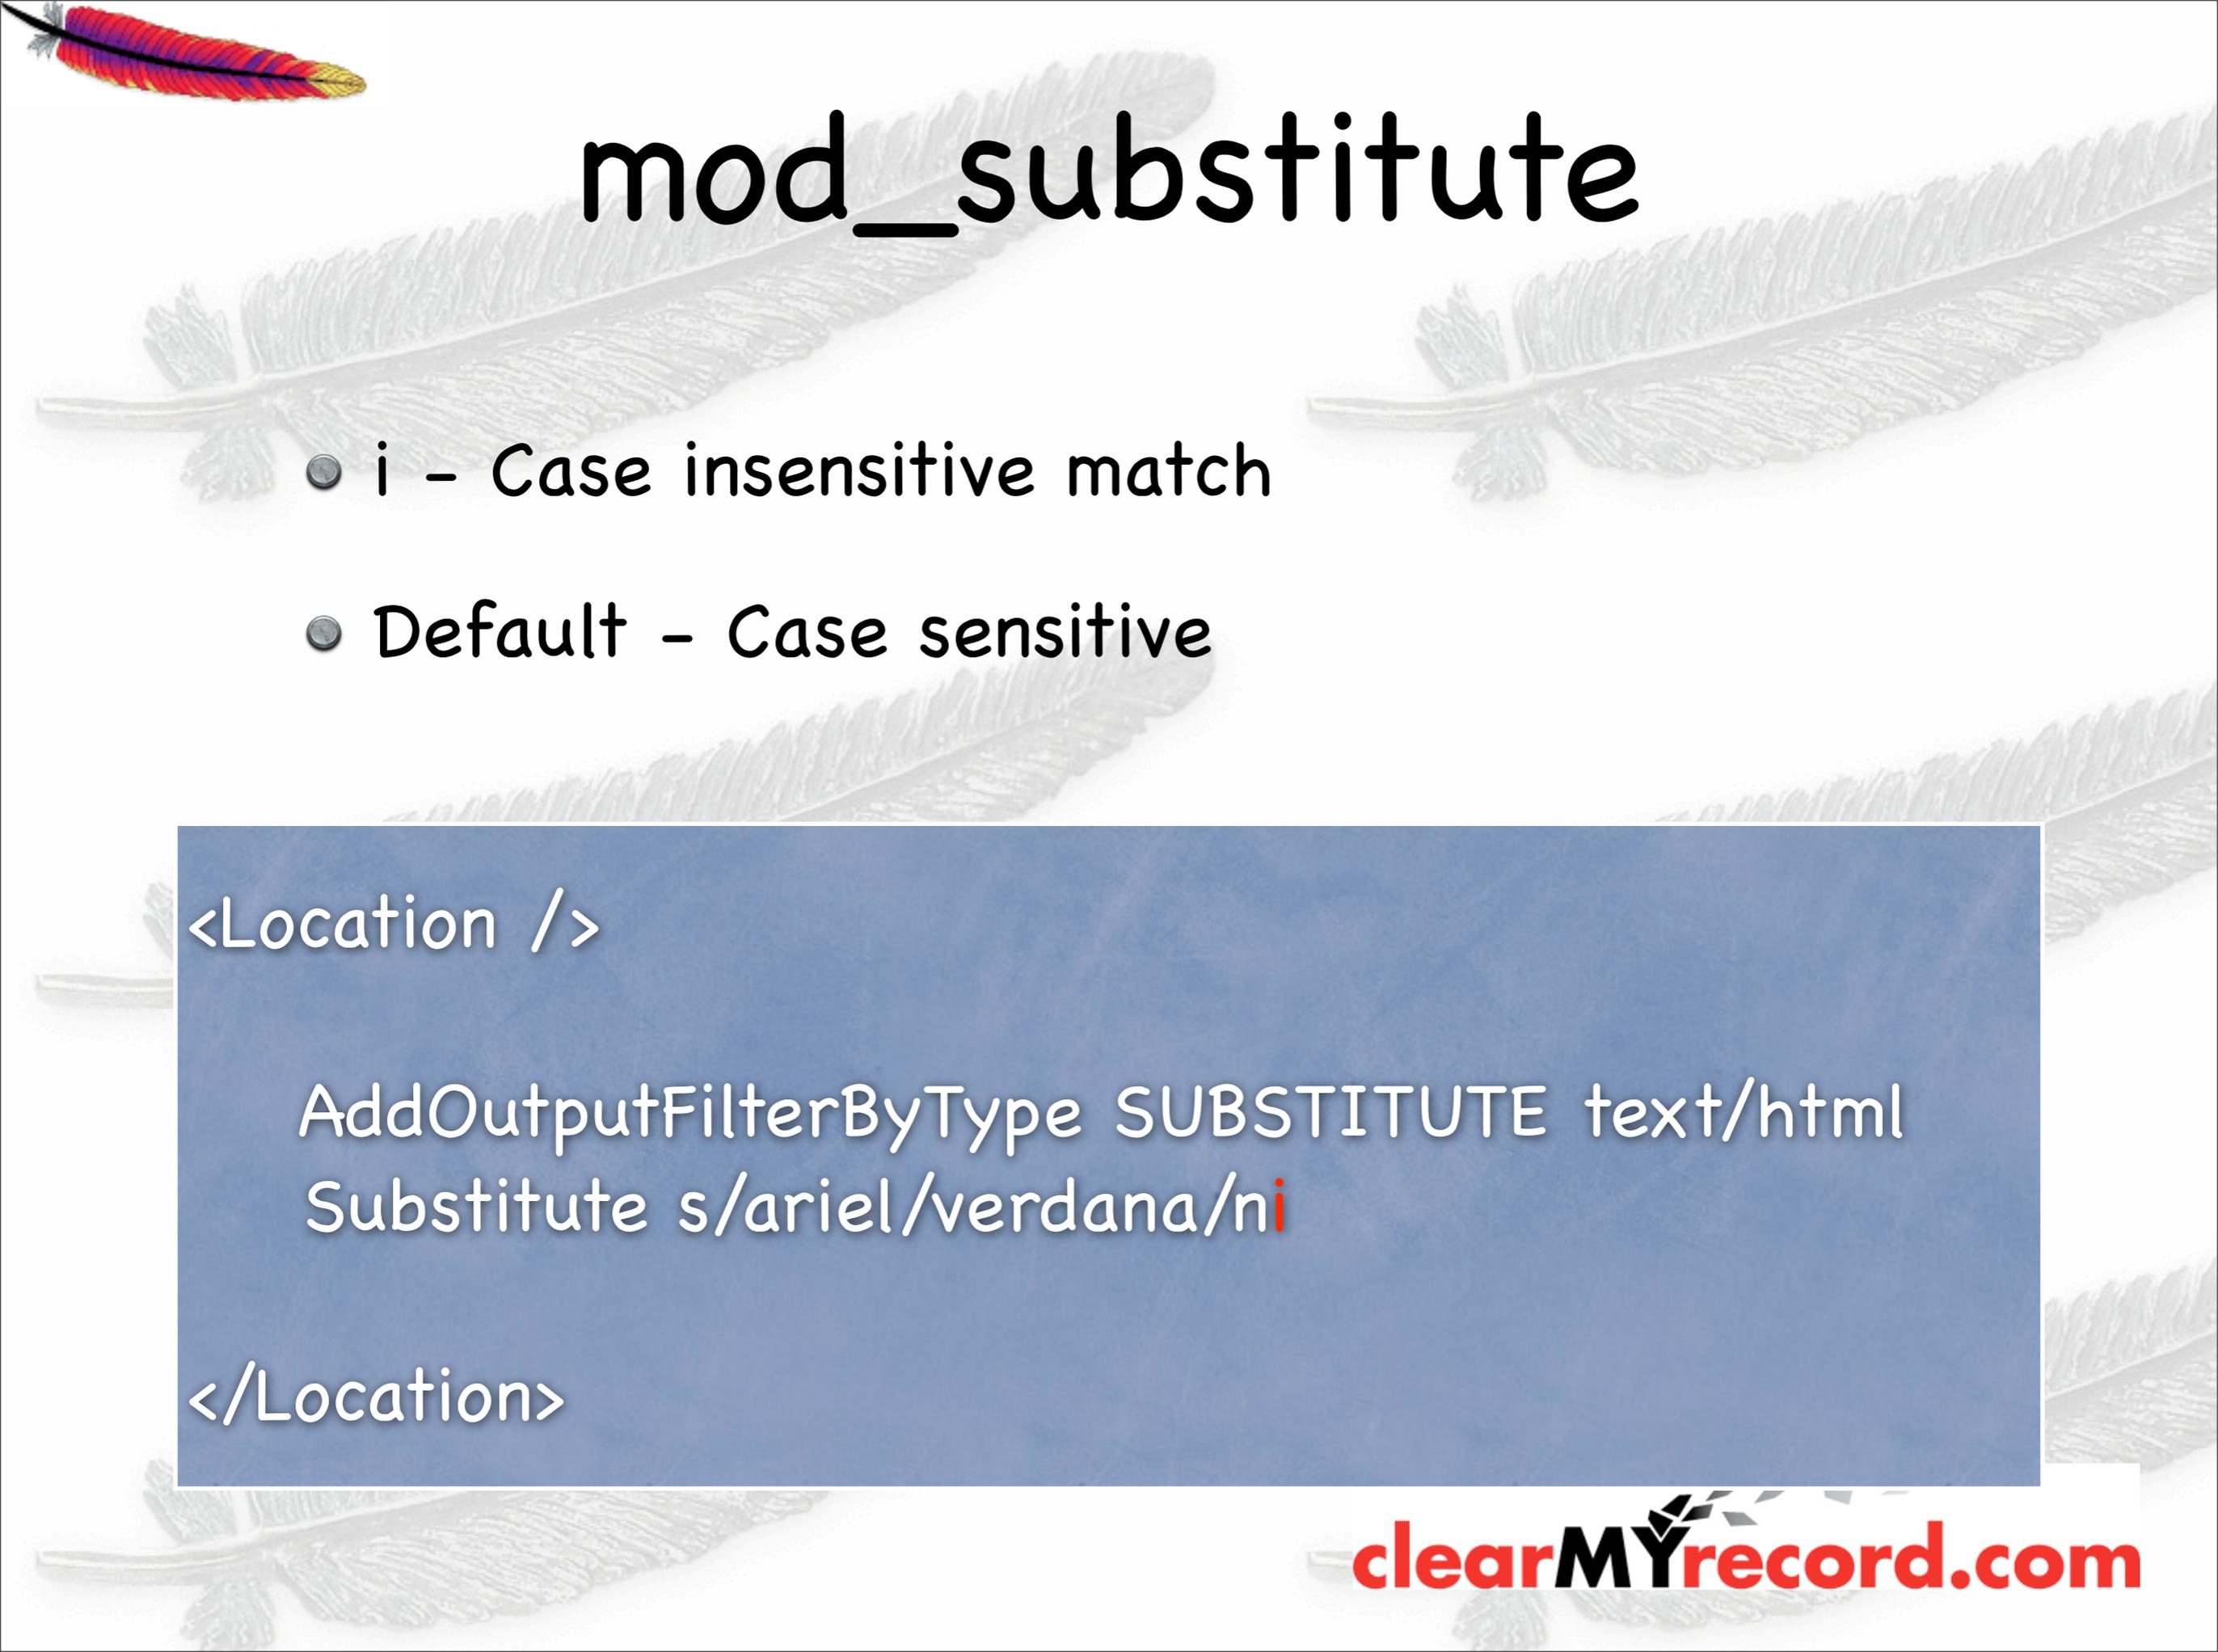 mod_substitute
i - Case insensitive match
Default - Case sensitive
<Location />
AddOutputFilterByType SUBSTITUTE text/html
Substitute s/ariel/verdana/ni
</Location>
clearMYrecord.com